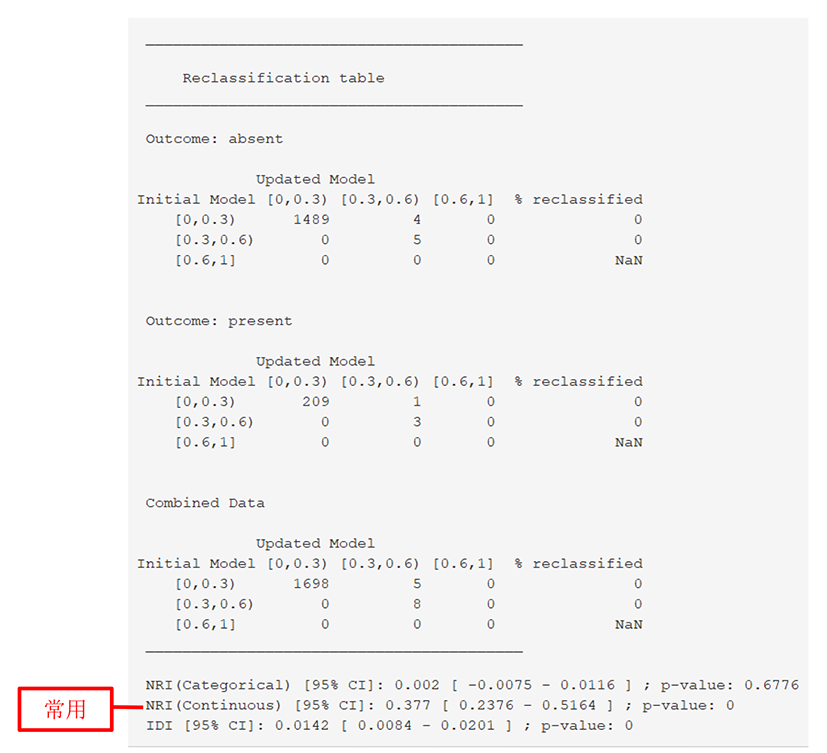 Reclassification table
Outcome: absent
Updated Model
Initial Model [0,0.3) [0.3,0.6) [0.6,1] % reclassified
[0,0.3) 1489 4 0 0
[0.3,0.6) 0 5 0 0
[0.6,1] 0 0 0 NaN
Outcome: present
Updated Model
Initial Model [0,0.3) [0.3,0.6) [0.6,1] % reclassified
[0,0.3) 209 1 0 0
[0.3,0.6) 0 3 0 0
[0.6,1] 0 0 0 NaN
Combined Data
Updated Model
Initial Model [0,0.3) [0.3,0.6) [0.6,1] % reclassified
[0,0.3) 1698 5 0 0
[0.3,0.6) 0 8 0 0
[0.6,1] 0 0 0 NaN
NRI(Categorical) [95% CI]: 0.002 [ -0.0075 - 0.0116 ] ; p-value: 0.6776
常用
NRI(Continuous) [95% CI]: 0.377 [ 0.2376 - 0.5164 ] ; p-value: 0
IDI [95% CI]: 0.0142 [ 0.0084 - 0.0201 ] ; p-value: 0